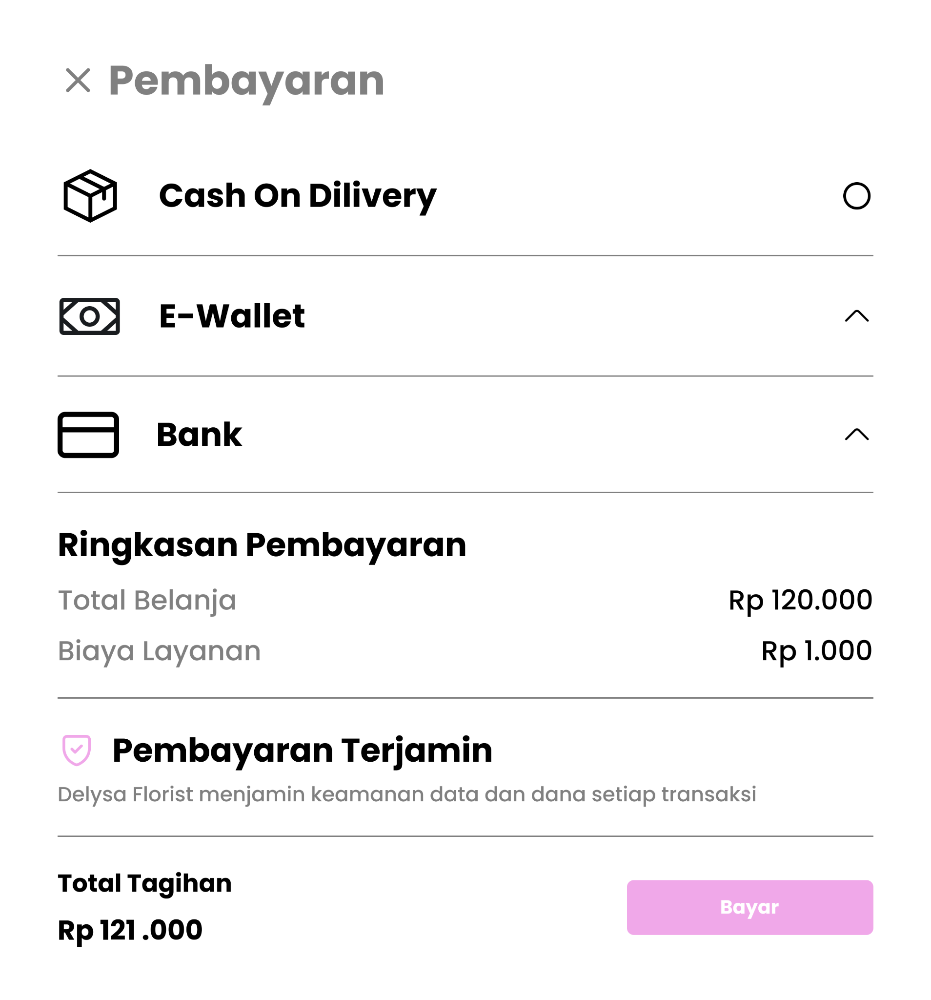 Pembayaran
Cash On Dilivery
E-Wallet
Bank
Ringkasan Pembayaran
Total Belanja Rp 120.000
Biaya Layanan Rp 1.000
Pembayaran Terjamin
Delysa Florist menjamin keamanan data dan dana setiap transaksi
Total Tagihan
Rp 121 .000
Bayar